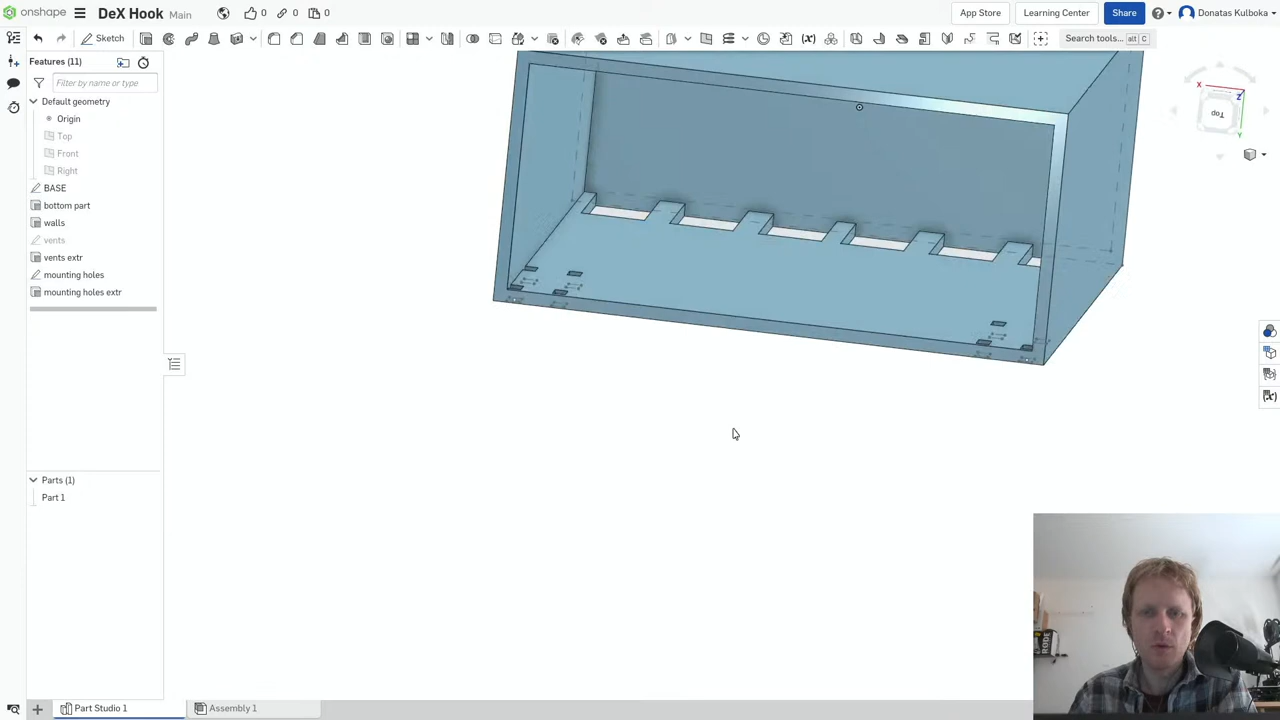 onshape DeX Hook Main 0 0 0 App Store Learning Center Share Donatas Kulboka
Sketch Search tools... alt C
Features (11)
Filter by name or type
Default geometry
Origin
Top
Front
Right
BASE
bottom part
walls
vents
vents extr
mounting holes
mounting holes extr
Parts (1)
Part 1
X
Z
Top
Y
(x)
RODE
Part Studio 1 Assembly 1